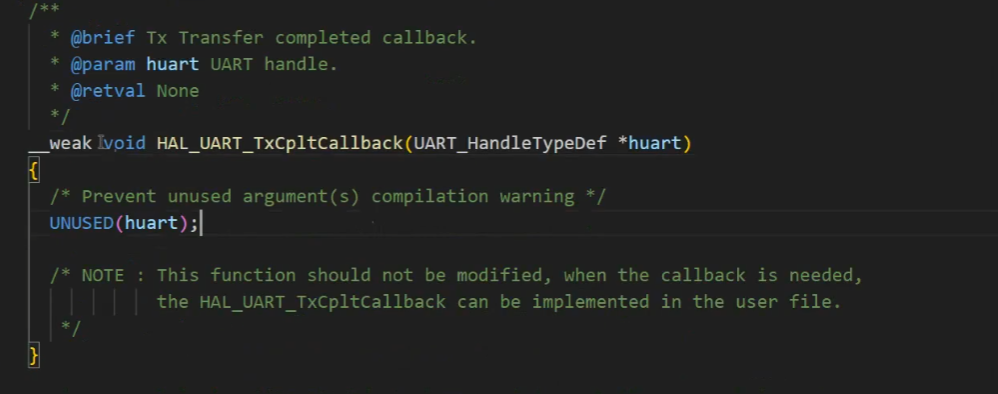 /**
* @brief Tx Transfer completed callback.
* @param huart UART handle.
* @retval None
*/
__weak void HAL_UART_TxCpltCallback(UART_HandleTypeDef *huart)
{
/* Prevent unused argument(s) compilation warning */
UNUSED(huart);
/* NOTE : This function should not be modified, when the callback is needed,
the HAL_UART_TxCpltCallback can be implemented in the user file.
*/
}